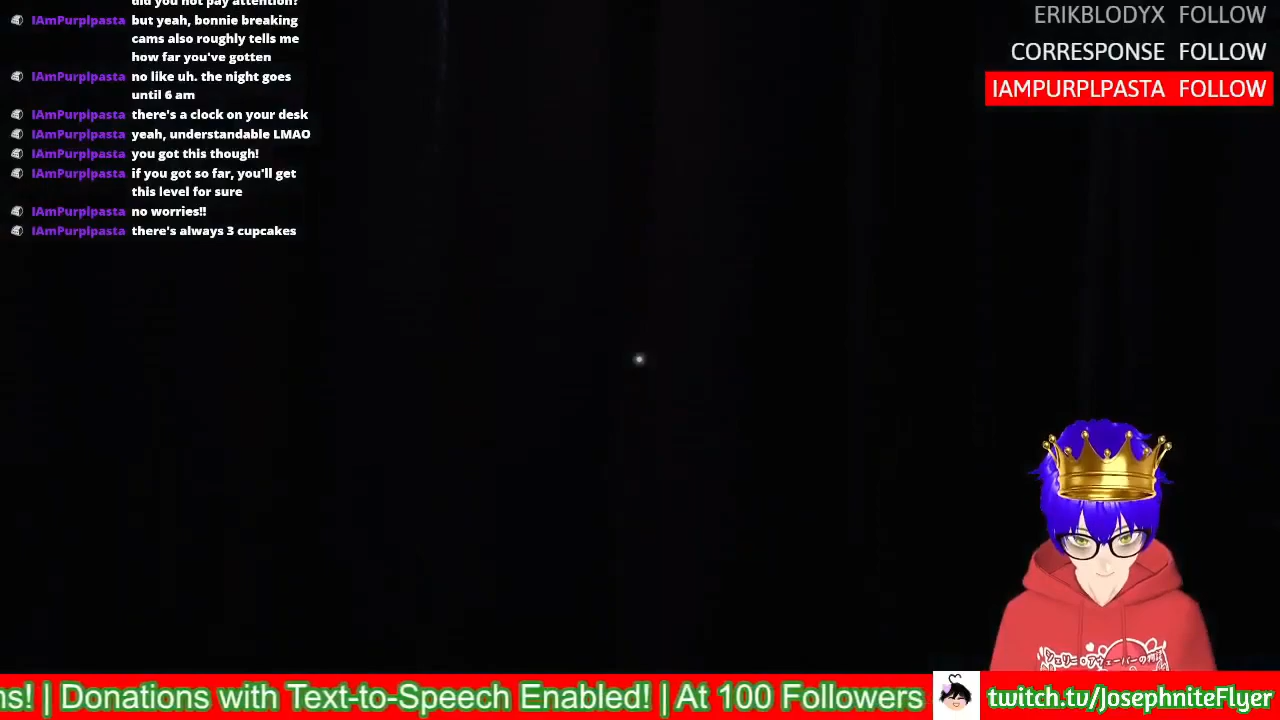 did you not pay attention?
IAmPurplpasta but yeah, bonnie breaking
cams also roughly tells me
how far you've gotten
IAmPurplpasta no like uh. the night goes
until 6 am
IAmPurplpasta there's a clock on your desk
IAmPurplpasta yeah, understandable LMAO
IAmPurplpasta you got this though!
IAmPurplpasta if you got so far, you'll get
this level for sure
IAmPurplpasta no worries!!
IAmPurplpasta there's always 3 cupcakes
ERIKBLODYX FOLLOW
CORRESPONSE FOLLOW
IAMPURPLPASTA FOLLOW
ns! | Donations with Text-to-Speech Enabled! | At 100 Followers
twitch.tv/JosephniteFlyer